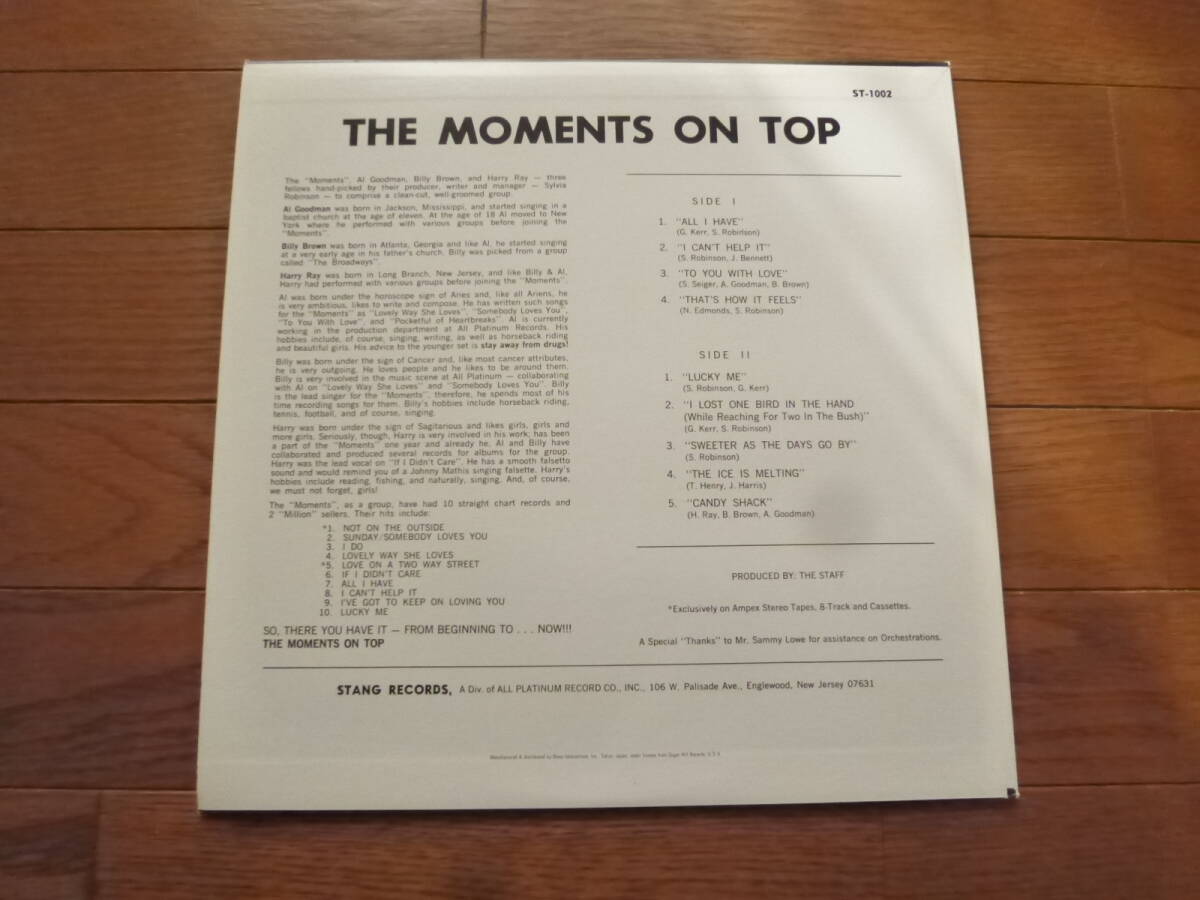 ST-1002
THE MOMENTS ON TOP
The "Moments", Al Goodman, Billy Brown, and Harry Ray — three
fellows hand-picked by their producer, writer and manager — Sylvia
Robinson — to comprise a clean-cut, well-groomed group.
Al Goodman was born in Jackson, Mississippi, and started singing in a
baptist church at the age of eleven. At the age of 18 Al moved to New
York where he performed with various groups before joining the
"Moments".
Billy Brown was born in Atlanta, Georgia and like Al, he started singing
at a very early age in his father's church. Billy was picked from a group
called "The Broadways".
Harry Ray was born in Long Branch, New Jersey, and like Billy & Al,
Harry had performed with various groups before joining the "Moments".
Al was born under the horoscope sign of Aries and, like all Ariens, he
is very ambitious, likes to write and compose. He has written such songs
for the "Moments" as "Lovely Way She Loves", "Somebody Loves You",
"To You With Love", and "Pocketful of Heartbreaks". Al is currently
working in the production department at All Platinum Records. His
hobbies include, of course, singing, writing, as well as horseback riding
and beautiful girls. His advice to the younger set is stay away from drugs!
Billy was born under the sign of Cancer and, like most cancer attributes,
he is very outgoing. He loves people and he likes to be around them.
Billy is very involved in the music scene at All Platinum — collaborating
with Al on "Lovely Way She Loves" and "Somebody Loves You". Billy
is the lead singer for the "Moments", therefore, he spends most of his
time recording songs for them. Billy's hobbies include horseback riding,
tennis, football, and of course, singing.
Harry was born under the sign of Sagitarious and likes girls, girls and
more girls. Seriously, though, Harry is very involved in his work; has been
a part of the "Moments" one year and already he, Al and Billy have
collaborated and produced several records for albums for the group.
Harry was the lead vocal on "If I Didn't Care". He has a smooth falsetto
sound and would remind you of a Johnny Mathis singing falsetto. Harry's
hobbies include reading, fishing, and naturally, singing. And, of course,
we must not forget, girls!
The "Moments", as a group, have had 10 straight chart records and
2 "Million" sellers. Their hits include:
*1. NOT ON THE OUTSIDE
2. SUNDAY/SOMEBODY LOVES YOU
3. I DO
4. LOVELY WAY SHE LOVES
*5. LOVE ON A TWO WAY STREET
6. IF I DIDN'T CARE
7. ALL I HAVE
8. I CAN'T HELP IT
9. I'VE GOT TO KEEP ON LOVING YOU
10. LUCKY ME
SO, THERE YOU HAVE IT — FROM BEGINNING TO . . . NOW!!!
THE MOMENTS ON TOP
SIDE I
1. "ALL I HAVE"
(G. Kerr, S. Robinson)
2. "I CAN'T HELP IT"
(S. Robinson, J. Bennett)
3. "TO YOU WITH LOVE"
(S. Seiger, A. Goodman, B. Brown)
4. "THAT'S HOW IT FEELS"
(N. Edmonds, S. Robinson)
SIDE II
1. "LUCKY ME"
(S. Robinson, G. Kerr)
2. "I LOST ONE BIRD IN THE HAND
(While Reaching For Two In The Bush)"
(G. Kerr, S. Robinson)
3. "SWEETER AS THE DAYS GO BY"
(S. Robinson)
4. "THE ICE IS MELTING"
(T. Henry, J. Harris)
5. "CANDY SHACK"
(H. Ray, B. Brown, A. Goodman)
PRODUCED BY: THE STAFF
*Exclusively on Ampex Stereo Tapes, 8-Track and Cassettes.
A Special "Thanks" to Mr. Sammy Lowe for assistance on Orchestrations.
STANG RECORDS, A Div. of ALL PLATINUM RECORD CO., INC., 106 W. Palisade Ave., Englewood, New Jersey 07631
Manufactured & distributed by